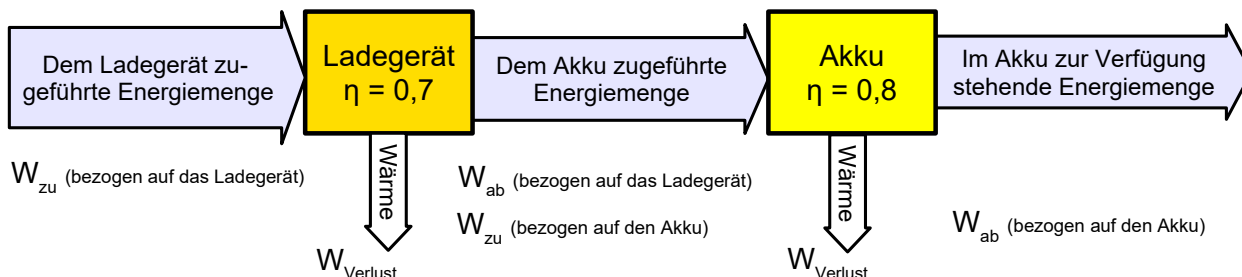 Dem Ladegerät zu-
geführte Energiemenge
Ladegerät
η = 0,7
Dem Akku zugeführte
Energiemenge
Akku
η = 0,8
Im Akku zur Verfügung
stehende Energiemenge
Wärme
Wärme
W_zu (bezogen auf das Ladegerät)
W_ab (bezogen auf das Ladegerät)
W_zu (bezogen auf den Akku)
W_ab (bezogen auf den Akku)
W_Verlust
W_Verlust